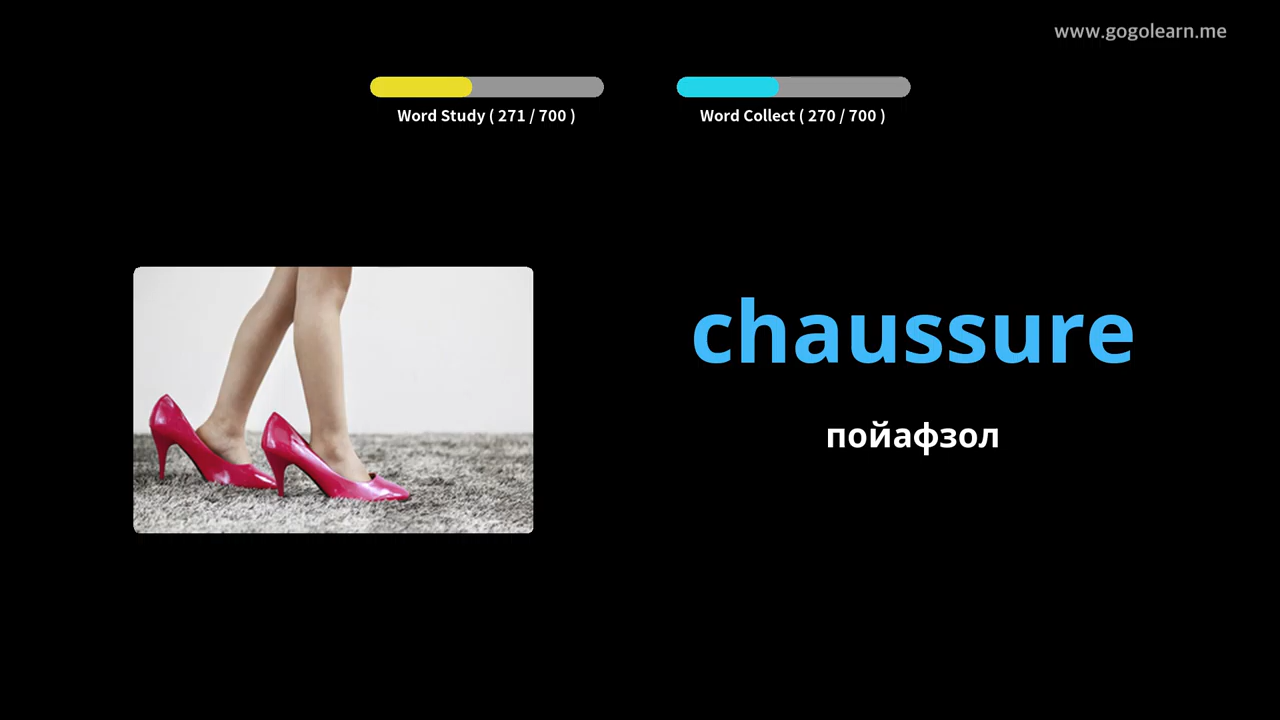 www.gogolearn.me
Word Study ( 271 / 700 )
Word Collect ( 270 / 700 )
chaussure
пойафзол